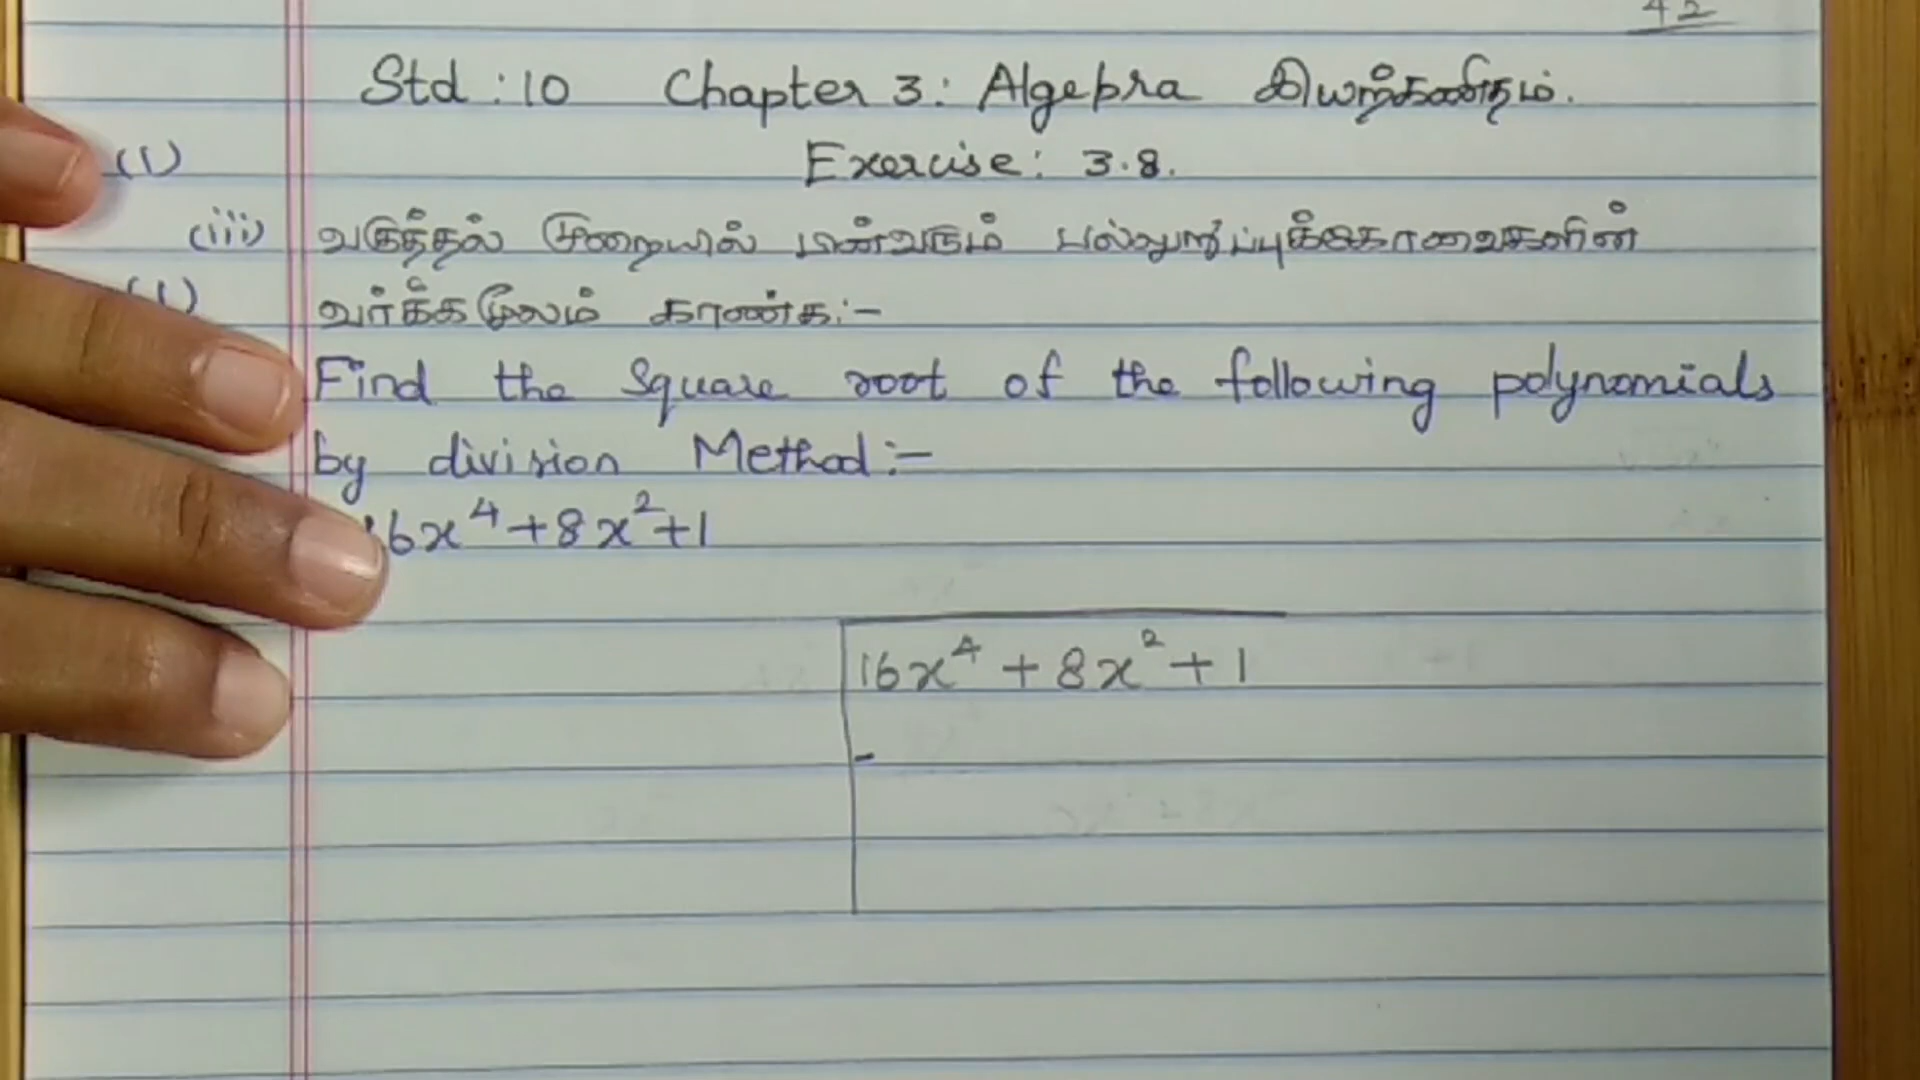 42
Std : 10 Chapter 3: Algebra இயற்கணிதம்.
(1) Exercise: 3.8.
(iii) வகுத்தல் முறையில் பின்வரும் பல்லுறுப்புக்கோவைகளின்
(1) வர்க்கமூலம் காண்க:-
Find the square root of the following polynomials
by division Method:-
16x⁴+8x²+1
16x⁴ + 8x² + 1
-